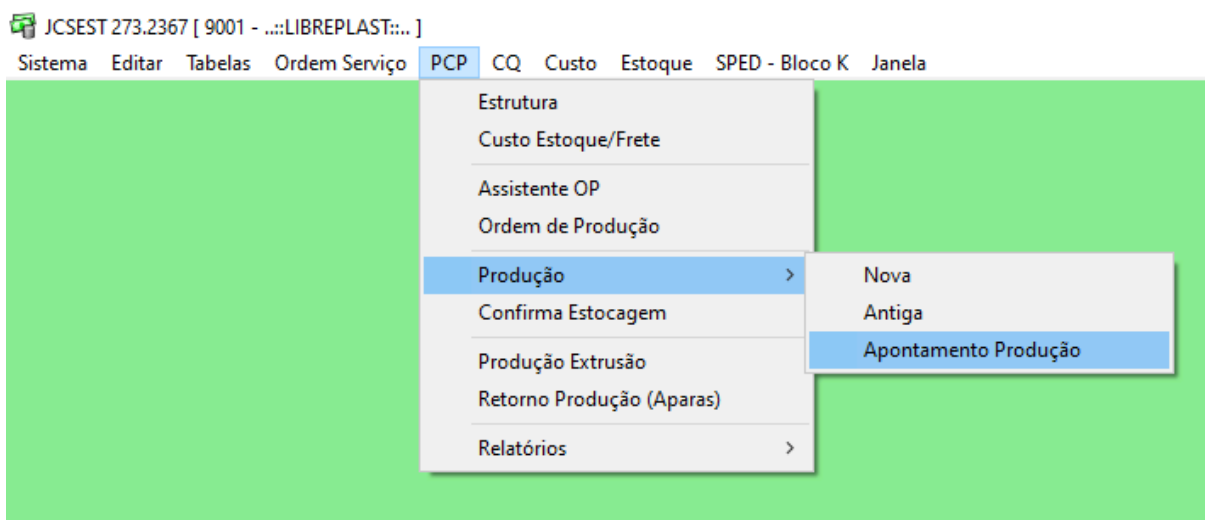 JCSEST 273.2367 [ 9001 - ..::LIBREPLAST::.. ]
Sistema Editar Tabelas Ordem Serviço PCP CQ Custo Estoque SPED - Bloco K Janela
Estrutura
Custo Estoque/Frete
Assistente OP
Ordem de Produção
Produção >
Nova
Confirma Estocagem
Antiga
Apontamento Produção
Produção Extrusão
Retorno Produção (Aparas)
Relatórios >